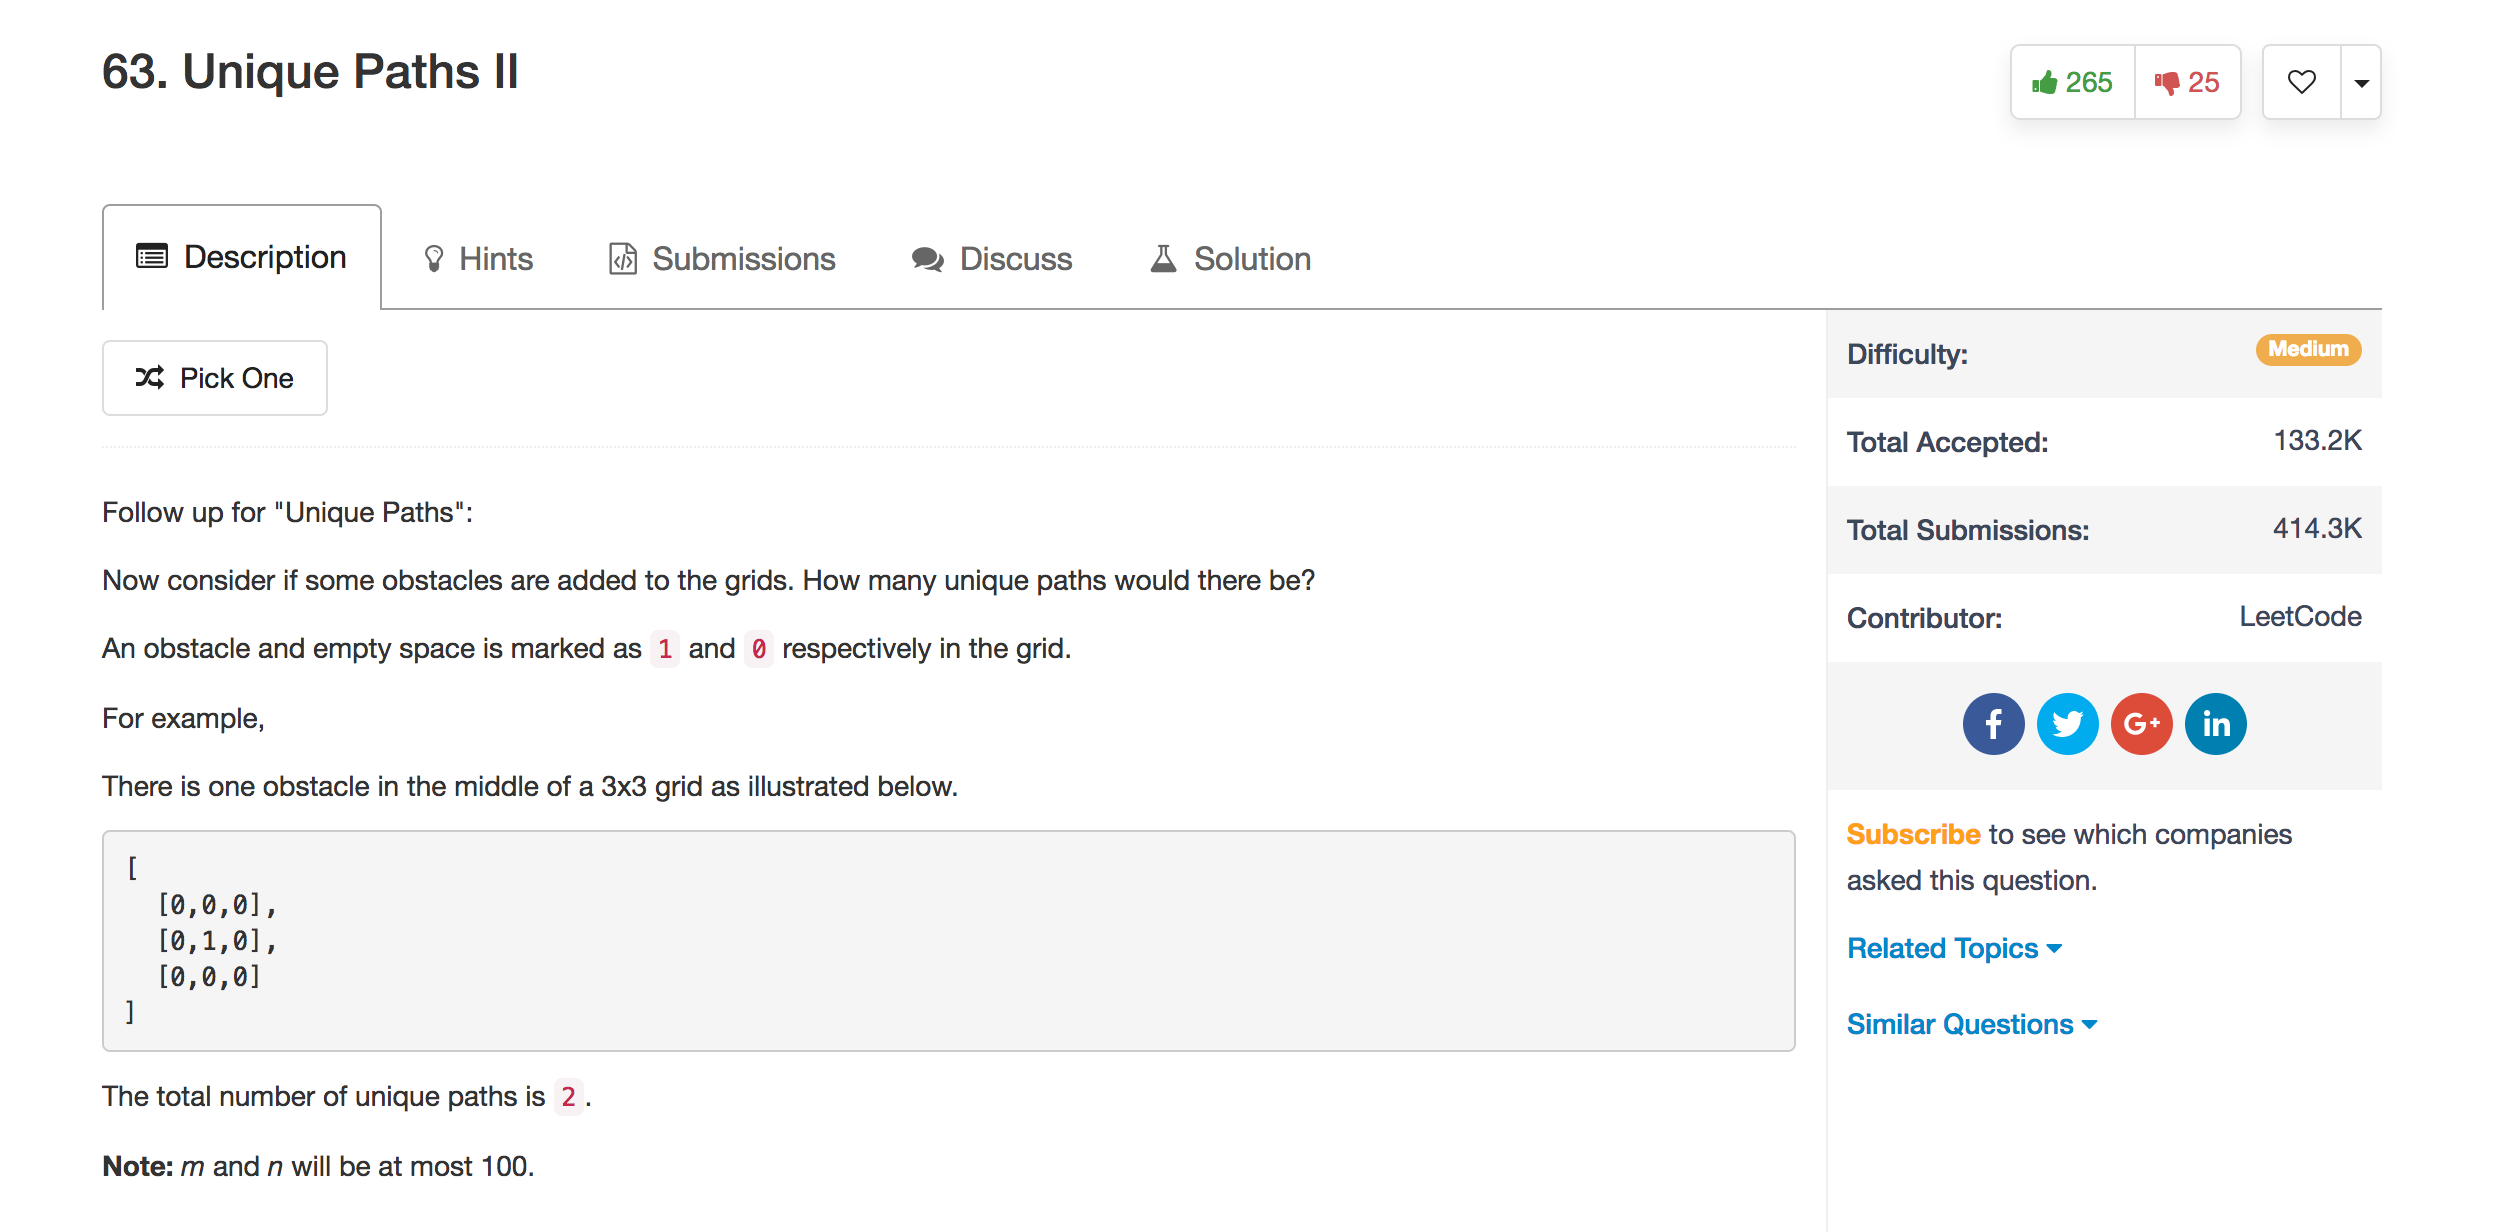 63. Unique Paths II
265
25
Description
Hints
Submissions
Discuss
Solution
Pick One
Follow up for "Unique Paths":
Now consider if some obstacles are added to the grids. How many unique paths would there be?
An obstacle and empty space is marked as 1 and 0 respectively in the grid.
For example,
There is one obstacle in the middle of a 3x3 grid as illustrated below.
[
  [0,0,0],
  [0,1,0],
  [0,0,0]
]
The total number of unique paths is 2.
Note: m and n will be at most 100.
Difficulty: Medium
Total Accepted: 133.2K
Total Submissions: 414.3K
Contributor: LeetCode
f
G+
in
Subscribe to see which companies
asked this question.
Related Topics
Similar Questions